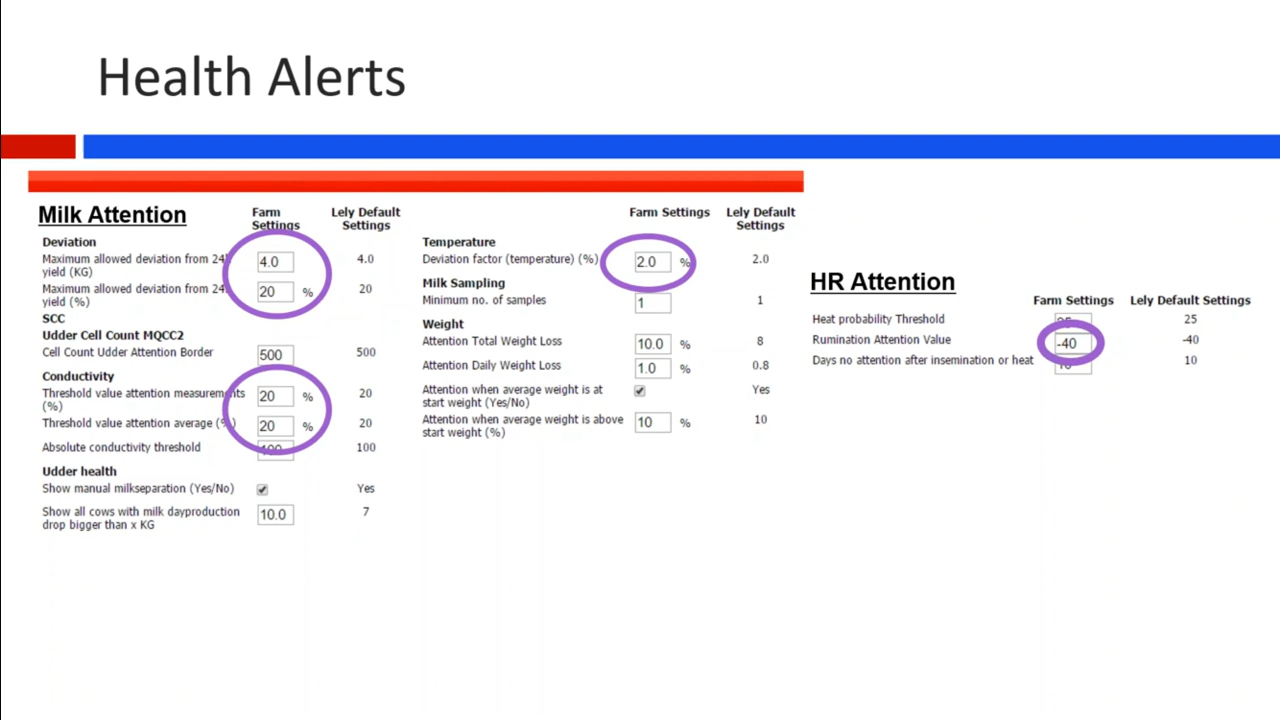 Health Alerts
Milk Attention
Farm Settings
Lely Default Settings
Deviation
Maximum allowed deviation from 24
yield (KG)
4.0
4.0
Maximum allowed deviation from 24
yield (%)
20 %
20
SCC
Udder Cell Count MQCC2
Cell Count Udder Attention Border
500
500
Conductivity
Threshold value attention measurements
(%)
20 %
20
Threshold value attention average (%)
20 %
20
Absolute conductivity threshold
100
Udder health
Show manual milkseparation (Yes/No)
Yes
Show all cows with milk dayproduction
drop bigger than x KG
10.0
7
Farm Settings
Lely Default
Settings
Temperature
Deviation factor (temperature) (%)
2.0 %
2.0
Milk Sampling
Minimum no. of samples
1
1
Weight
Attention Total Weight Loss
10.0 %
8
Attention Daily Weight Loss
1.0 %
0.8
Attention when average weight is at
start weight (Yes/No)
Yes
Attention when average weight is above
start weight (%)
10 %
10
HR Attention
Farm Settings
Lely Default Settings
Heat probability Threshold
25
Rumination Attention Value
-40
-40
Days no attention after insemination or heat
10